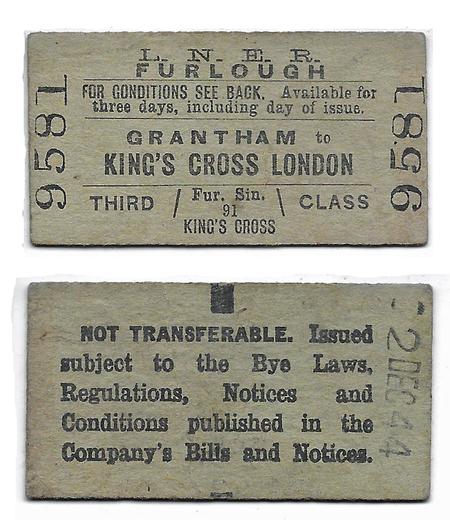 L. N. E. R.
FURLOUGH
FOR CONDITIONS SEE BACK. Available for
three days, including day of issue.
GRANTHAM to
KING'S CROSS LONDON
THIRD / Fur. Sin. \ CLASS
91
KING'S CROSS
9581
9581
NOT TRANSFERABLE. Issued
subject to the Bye Laws,
Regulations, Notices and
Conditions published in the
Company's Bills and Notices.
-2 DEC 44